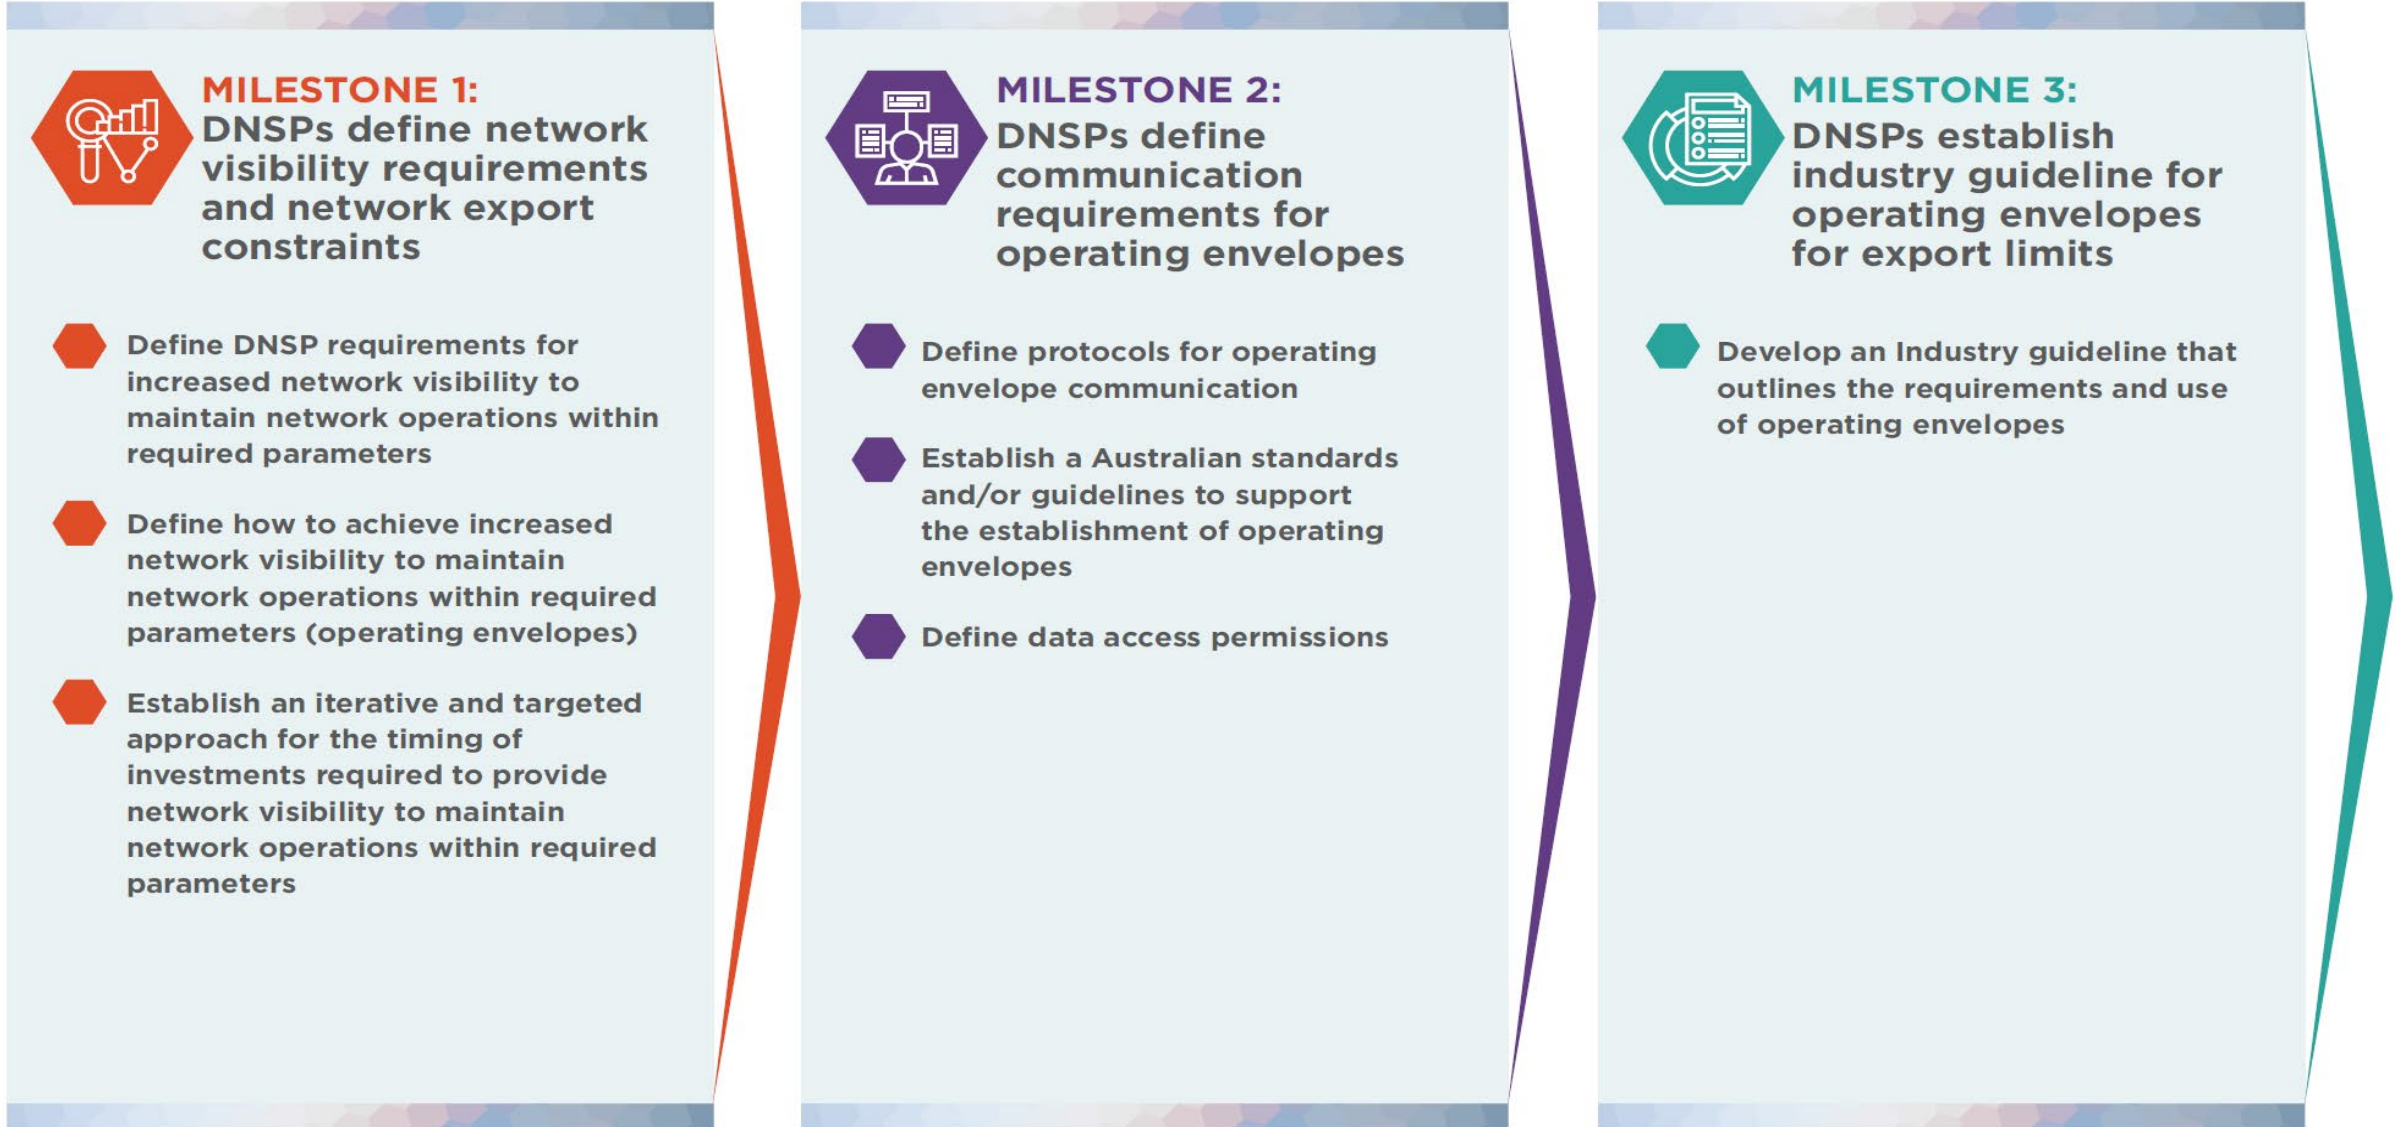 MILESTONE 1:
DNSPs define network
visibility requirements
and network export
constraints
Define DNSP requirements for
increased network visibility to
maintain network operations within
required parameters
Define how to achieve increased
network visibility to maintain
network operations within required
parameters (operating envelopes)
Establish an iterative and targeted
approach for the timing of
investments required to provide
network visibility to maintain
network operations within required
parameters
MILESTONE 2:
DNSPs define
communication
requirements for
operating envelopes
Define protocols for operating
envelope communication
Establish a Australian standards
and/or guidelines to support
the establishment of operating
envelopes
Define data access permissions
MILESTONE 3:
DNSPs establish
industry guideline for
operating envelopes
for export limits
Develop an Industry guideline that
outlines the requirements and use
of operating envelopes